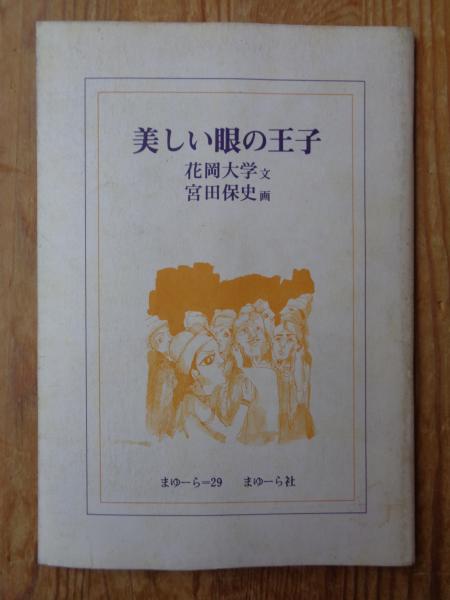 美しい眼の王子
花岡大学文
宮田保史画
まゆーら=29 まゆーら社